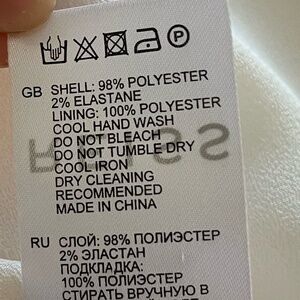 GB SHELL: 98% POLYESTER
2% ELASTANE
LINING: 100% POLYESTER
COOL HAND WASH
DO NOT BLEACH
DO NOT TUMBLE DRY
COOL IRON
DRY CLEANING
RECOMMENDED
MADE IN CHINA
RU СЛОЙ: 98% ПОЛИЭСТЕР
2% ЭЛАСТАН
ПОДКЛАДКА:
100% ПОЛИЭСТЕР
СТИРАТЬ ВРУЧНУЮ В